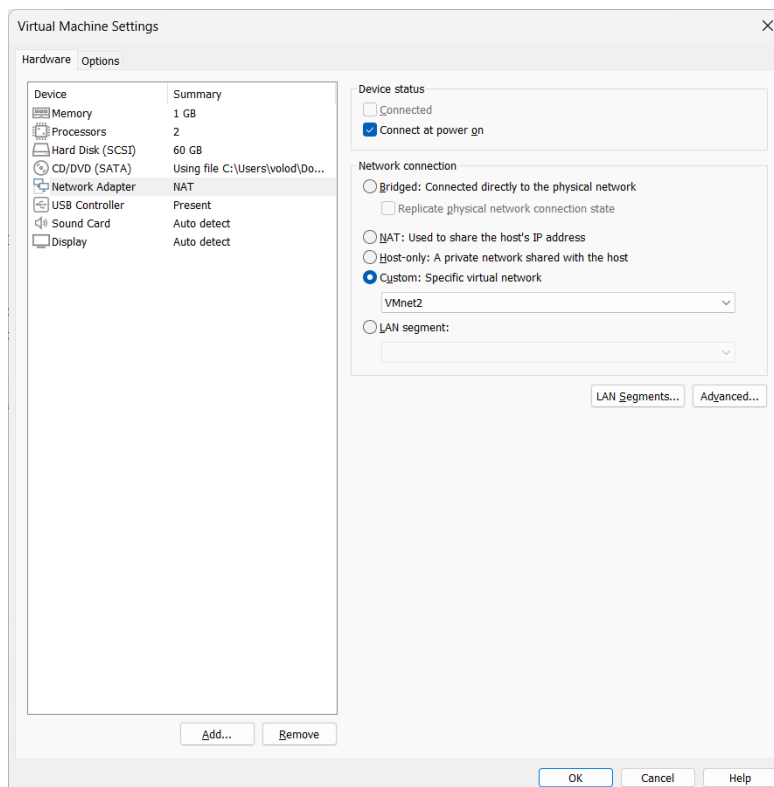 Virtual Machine Settings
Hardware Options
Device Summary
Memory 1 GB
Processors 2
Hard Disk (SCSI) 60 GB
CD/DVD (SATA) Using file C:\Users\volod\Do...
Network Adapter NAT
USB Controller Present
Sound Card Auto detect
Display Auto detect
Add... Remove
Device status
Connected
Connect at power on
Network connection
Bridged: Connected directly to the physical network
Replicate physical network connection state
NAT: Used to share the host's IP address
Host-only: A private network shared with the host
Custom: Specific virtual network
VMnet2
LAN segment:
LAN Segments... Advanced...
OK Cancel Help